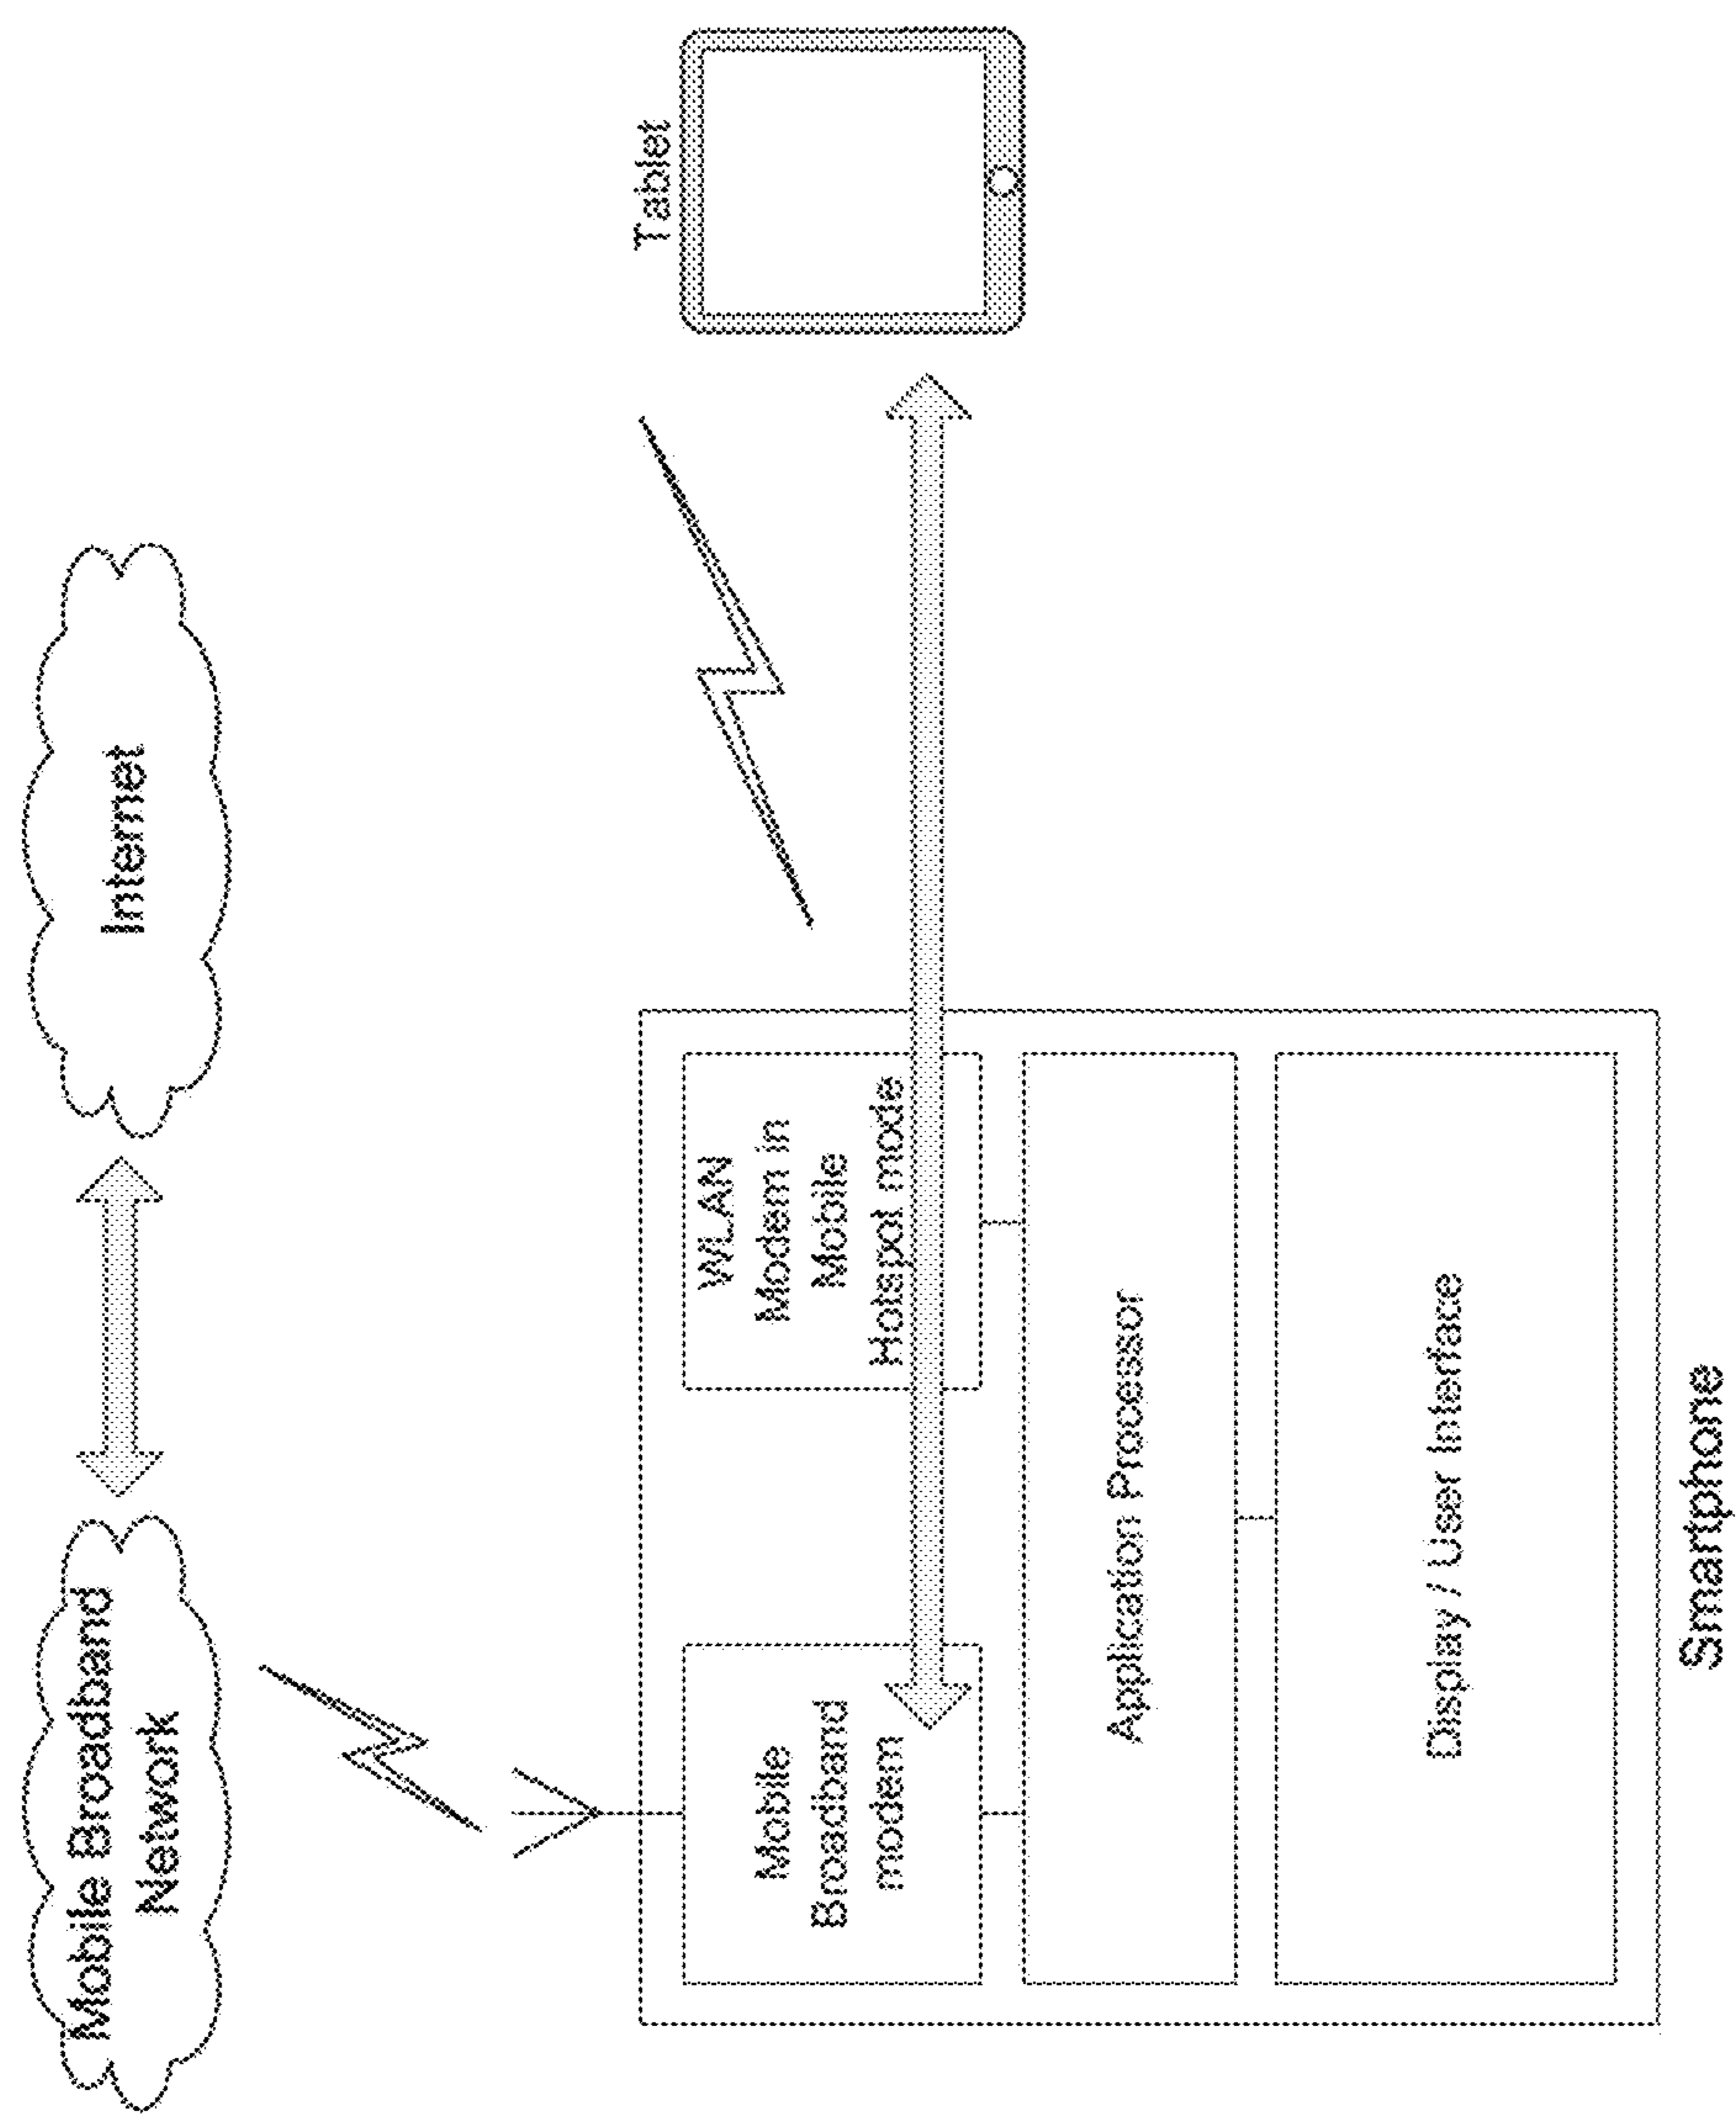 Mobile Broadband
Network
Internet
Tablet
Mobile
Broadband
modem
WLAN
Modem in
Mobile
Hotspot mode
Application Processor
Display / User Interface
Smartphone